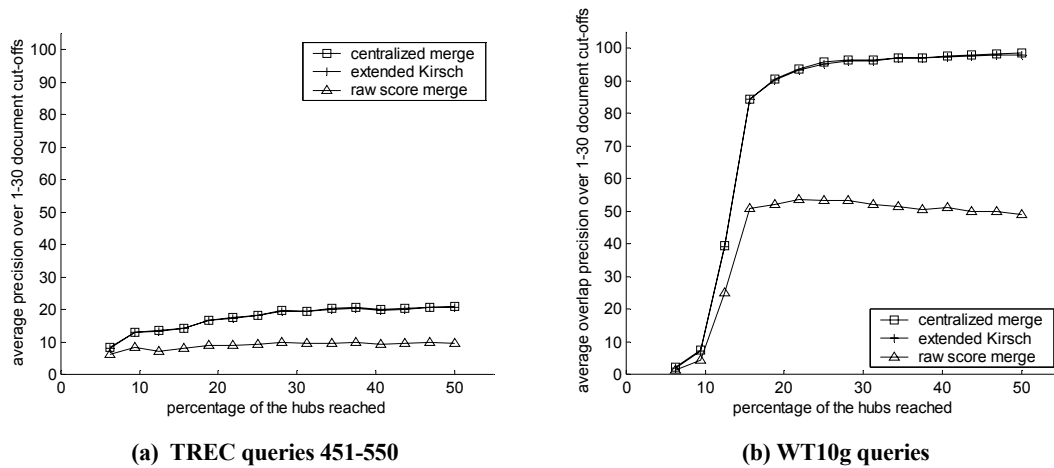 average precision over 1-30 document cut-offs
100
90
80
70
60
50
40
30
20
10
0
0 10 20 30 40 50
percentage of the hubs reached
centralized merge
extended Kirsch
raw score merge
(a) TREC queries 451-550
average overlap precision over 1-30 document cut-offs
100
90
80
70
60
50
40
30
20
10
0
0 10 20 30 40 50
percentage of the hubs reached
centralized merge
extended Kirsch
raw score merge
(b) WT10g queries